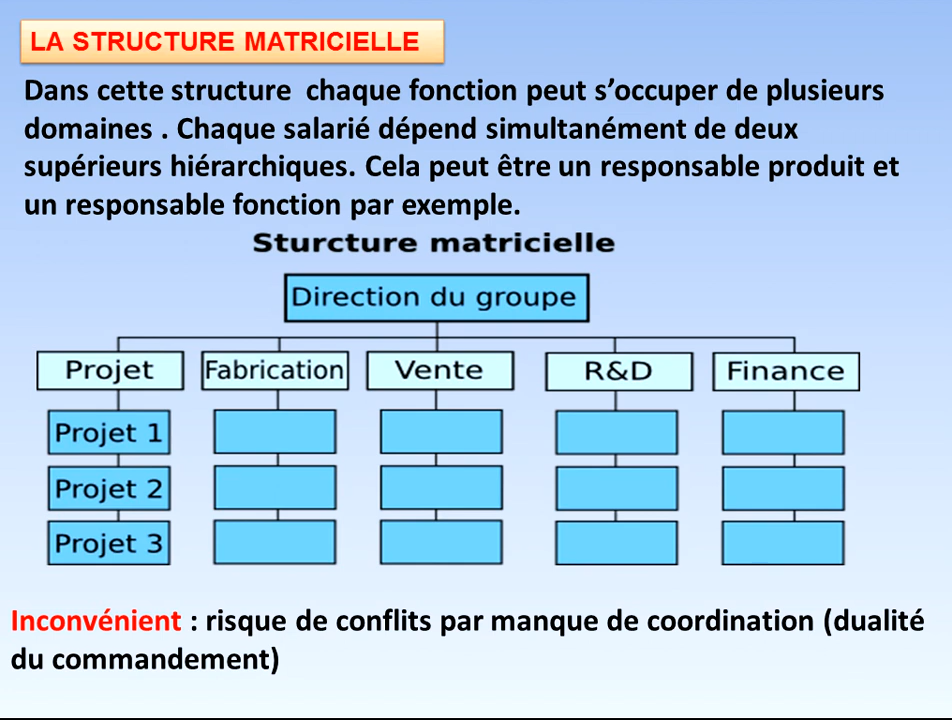 LA STRUCTURE MATRICIELLE
Dans cette structure chaque fonction peut s’occuper de plusieurs
domaines . Chaque salarié dépend simultanément de deux
supérieurs hiérarchiques. Cela peut être un responsable produit et
un responsable fonction par exemple.
Sturcture matricielle
Direction du groupe
Projet Fabrication Vente R&D Finance
Projet 1
Projet 2
Projet 3
Inconvénient : risque de conflits par manque de coordination (dualité
du commandement)